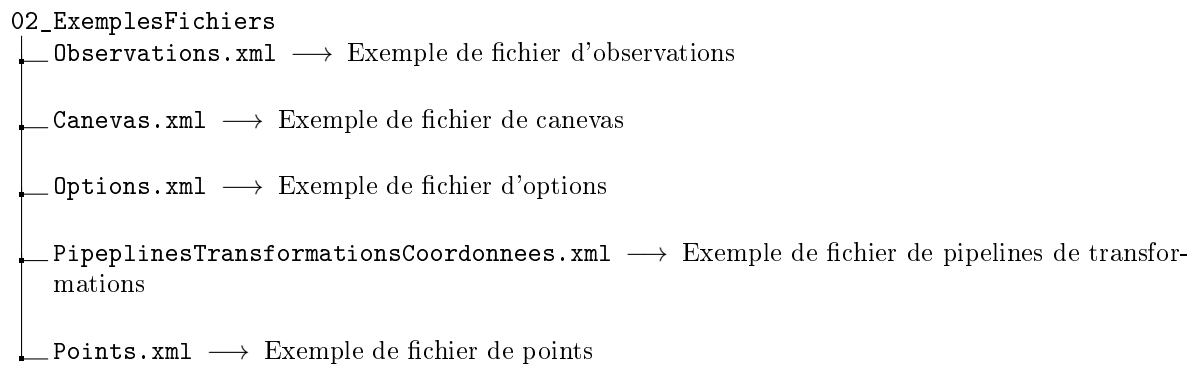 02_ExemplesFichiers
Observations.xml ⟶ Exemple de fichier d'observations
Canevas.xml ⟶ Exemple de fichier de canevas
Options.xml ⟶ Exemple de fichier d'options
PipeplinesTransformationsCoordonnees.xml ⟶ Exemple de fichier de pipelines de transfor-
mations
Points.xml ⟶ Exemple de fichier de points